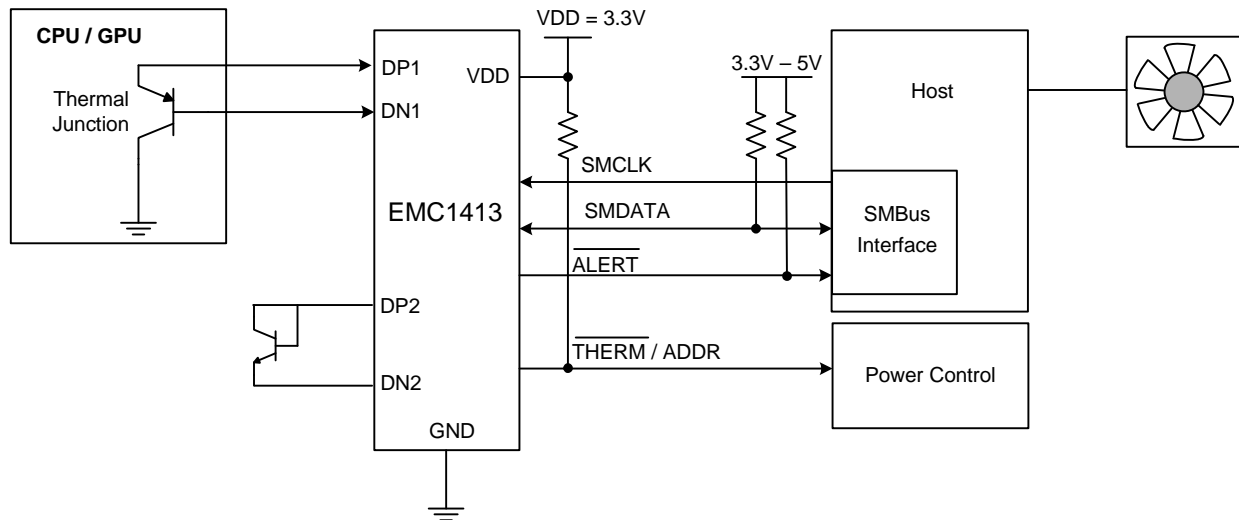 CPU / GPU
Thermal
Junction
DP1
DN1
VDD
VDD = 3.3V
3.3V – 5V
Host
SMCLK
EMC1413
SMDATA
SMBus
Interface
ALERT
DP2
THERM / ADDR
DN2
Power Control
GND